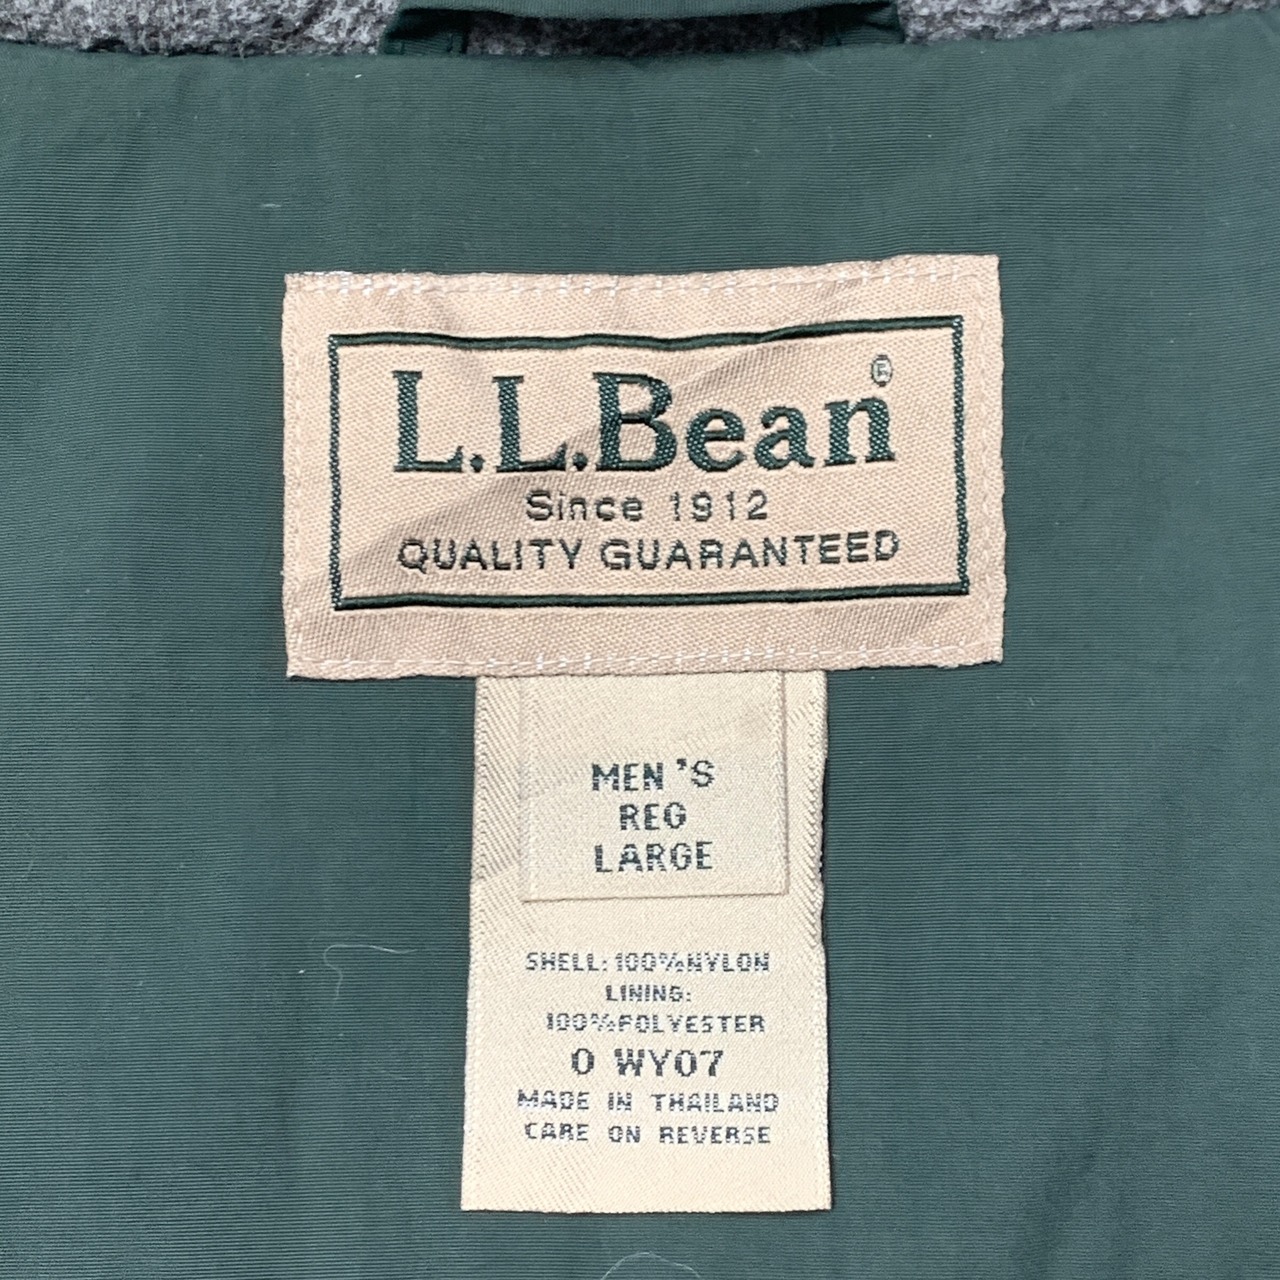 L.L.Bean®
Since 1912
QUALITY GUARANTEED
MEN'S
REG
LARGE
SHELL:100%NYLON
LINING:
100%POLYESTER
0 WY07
MADE IN THAILAND
CARE ON REVERSE